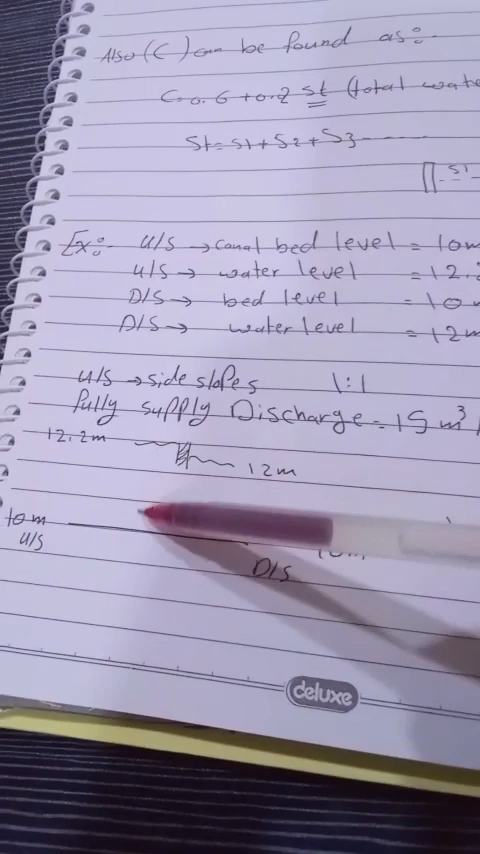 Also (C) can be found as:-
C=0.6+0.2 st (total wate
St=S1+S2+S3-------
S1
Ex:- U/S → canal bed level = 10m
U/S → water level = 12.2
D/S → bed level = 10
D/S → water level = 12m
U/S → side slopes 1:1
fully supply Discharge = 15 m³/
12.2m
12m
10m
U/S
D/S
deluxe